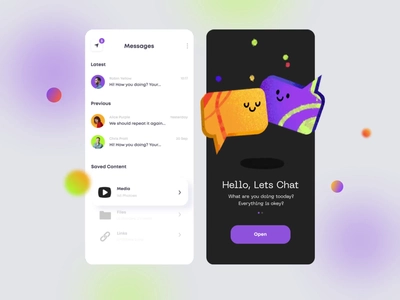 Messages
Latest
Hi! How you doing? Your...
Previous
We should repeat it again...
Hi! How you doing? Your...
Saved Content
Media
Files
Links
Hello, Lets Chat
What are you doing tooday?
Everything is okey?
Open